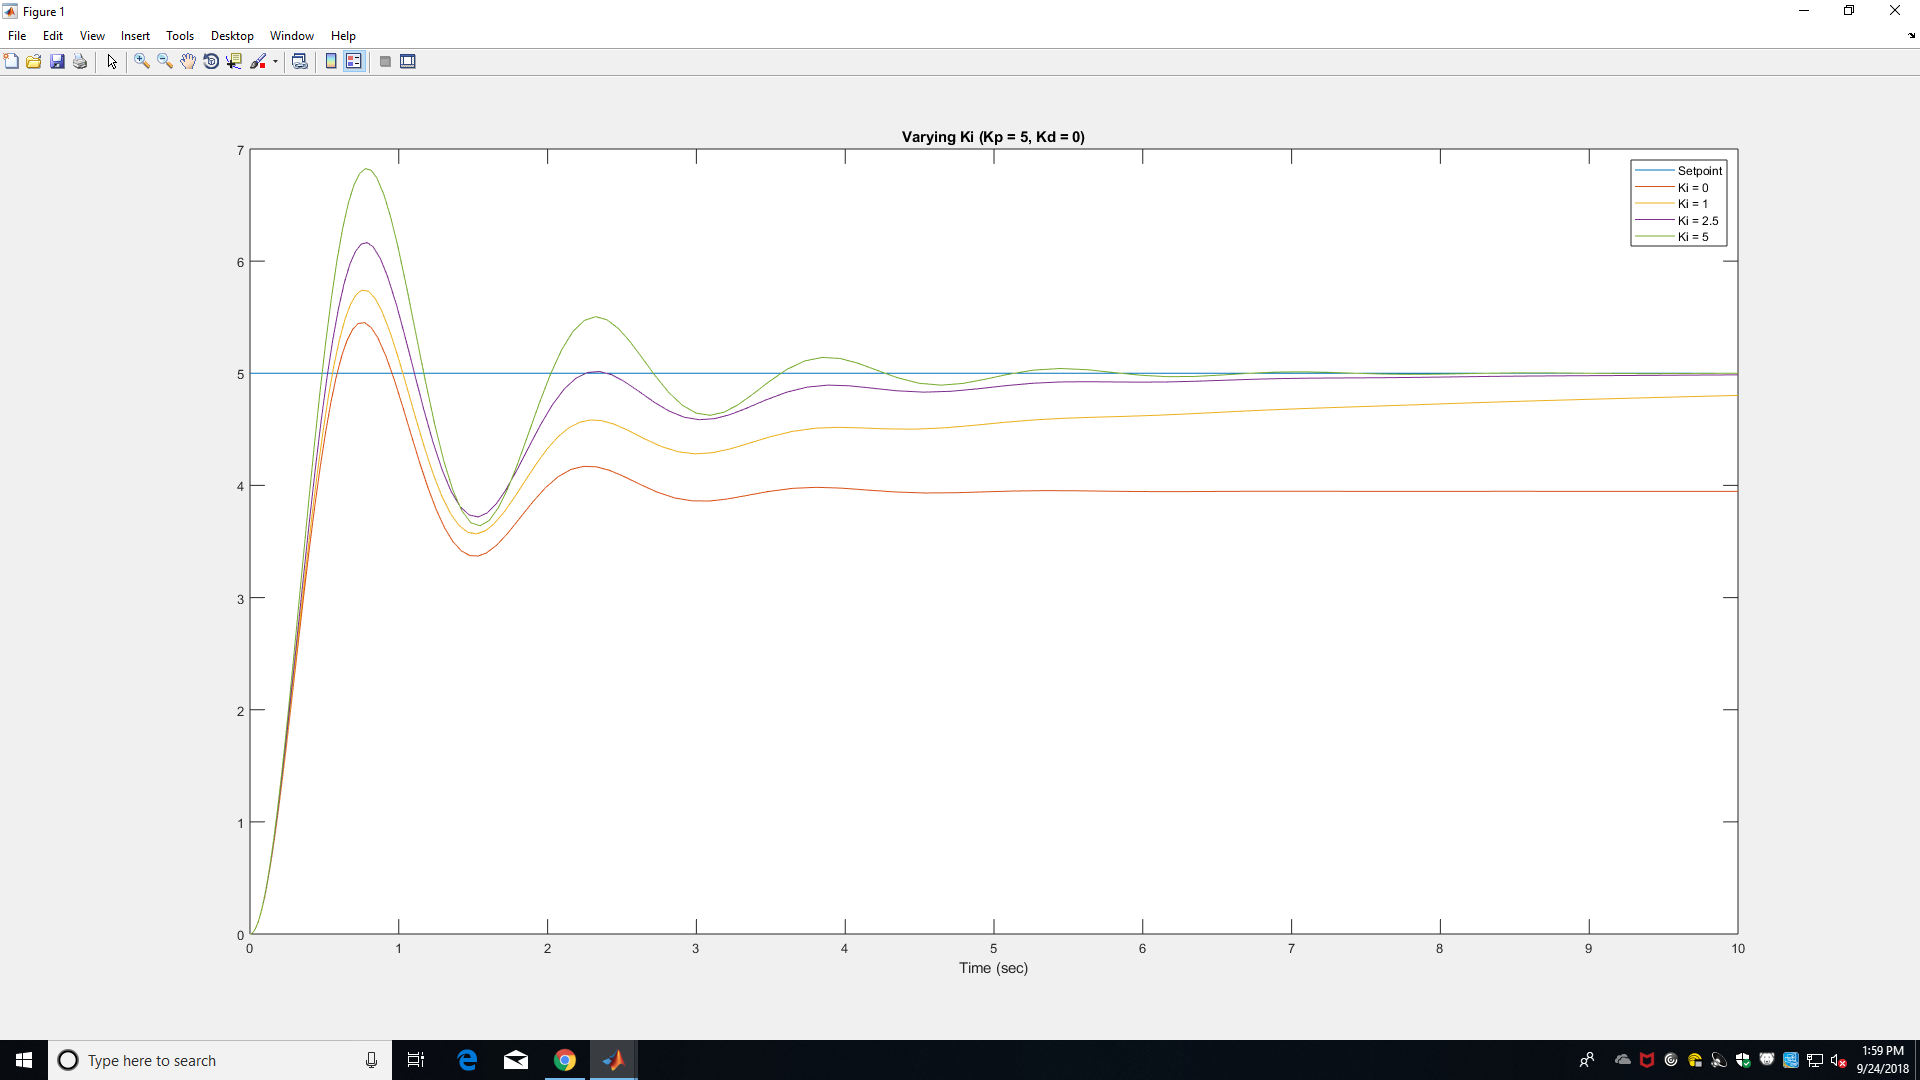 Figure 1
File Edit View Insert Tools Desktop Window Help
Varying Ki (Kp = 5, Kd = 0)
7
6
5
4
3
2
1
0
Setpoint
Ki = 0
Ki = 1
Ki = 2.5
Ki = 5
0 1 2 3 4 5 6 7 8 9 10
Time (sec)
Type here to search
1:59 PM
9/24/2018